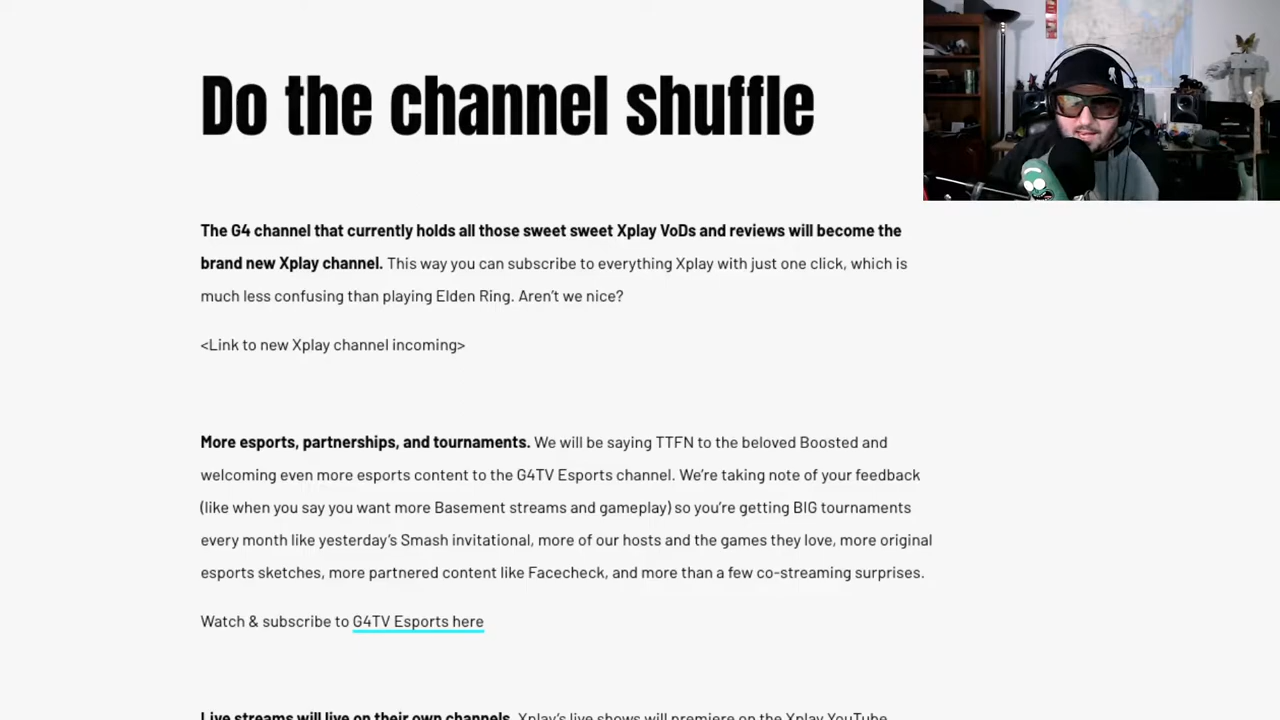 Do the channel shuffle
The G4 channel that currently holds all those sweet sweet Xplay VoDs and reviews will become the
brand new Xplay channel. This way you can subscribe to everything Xplay with just one click, which is
much less confusing than playing Elden Ring. Aren’t we nice?
<Link to new Xplay channel incoming>
More esports, partnerships, and tournaments. We will be saying TTFN to the beloved Boosted and
welcoming even more esports content to the G4TV Esports channel. We’re taking note of your feedback
(like when you say you want more Basement streams and gameplay) so you’re getting BIG tournaments
every month like yesterday’s Smash invitational, more of our hosts and the games they love, more original
esports sketches, more partnered content like Facecheck, and more than a few co-streaming surprises.
Watch & subscribe to G4TV Esports here
Live streams will live on their own channels. Xplay’s live shows will premiere on the Xplay YouTube